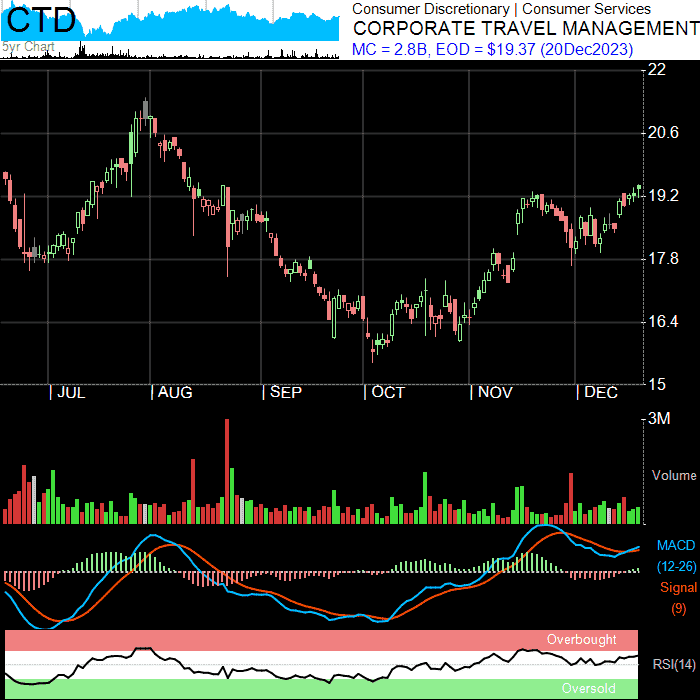 CTD
5yr Chart
Consumer Discretionary | Consumer Services
CORPORATE TRAVEL MANAGEMENT
MC = 2.8B, EOD = $19.37 (20Dec2023)
22
20.6
19.2
17.8
16.4
15
| JUL | AUG | SEP | OCT | NOV | DEC
3M
Volume
MACD
(12-26)
Signal
(9)
Overbought
RSI(14)
Oversold